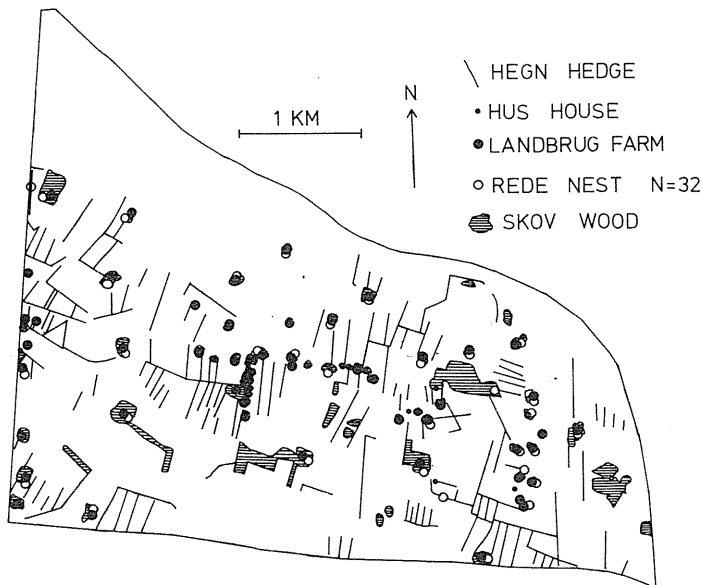 HEGN HEDGE
N
1 KM
HUS HOUSE
LANDBRUG FARM
REDE NEST N=32
SKOV WOOD